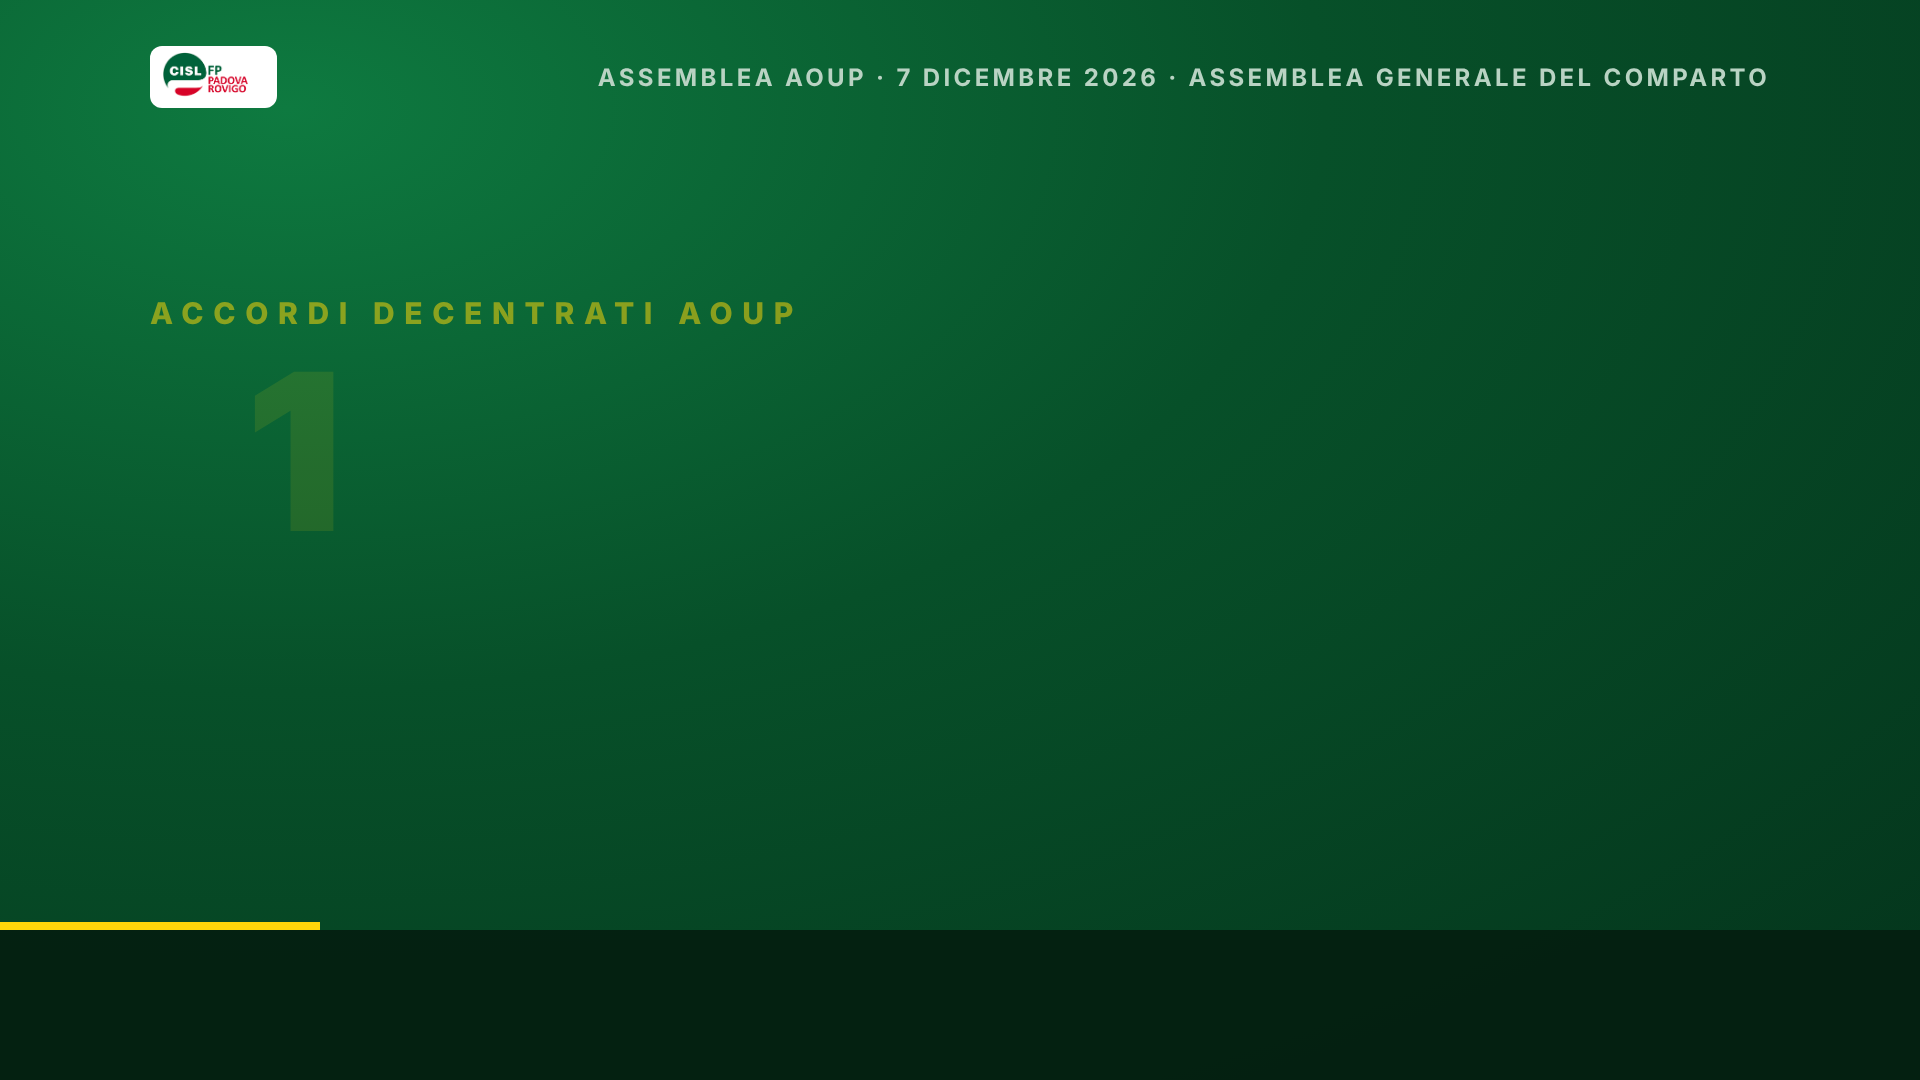 CISL FP
PADOVA
ROVIGO
ASSEMBLEA AOUP · 7 DICEMBRE 2026 · ASSEMBLEA GENERALE DEL COMPARTO
ACCORDI DECENTRATI AOUP
1